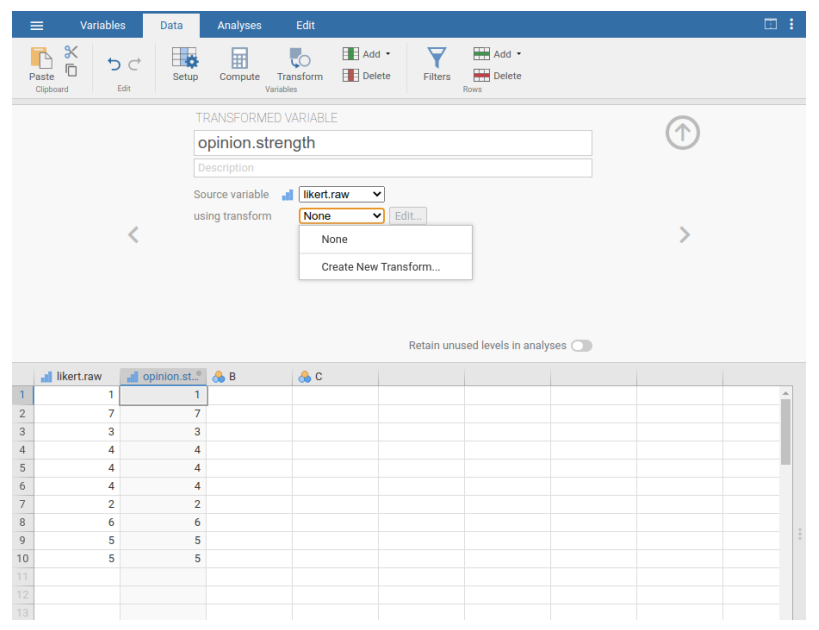 Variables Data Analyses Edit
Paste Setup Compute Transform Add Delete Filters Add Delete
Clipboard Edit Variables Rows
TRANSFORMED VARIABLE
opinion.strength
Description
Source variable likert.raw
using transform None Edit...
None
Create New Transform...
Retain unused levels in analyses
likert.raw opinion.st... B C
1 1 1
2 7 7
3 3 3
4 4 4
5 4 4
6 4 4
7 2 2
8 6 6
9 5 5
10 5 5
11
12
13